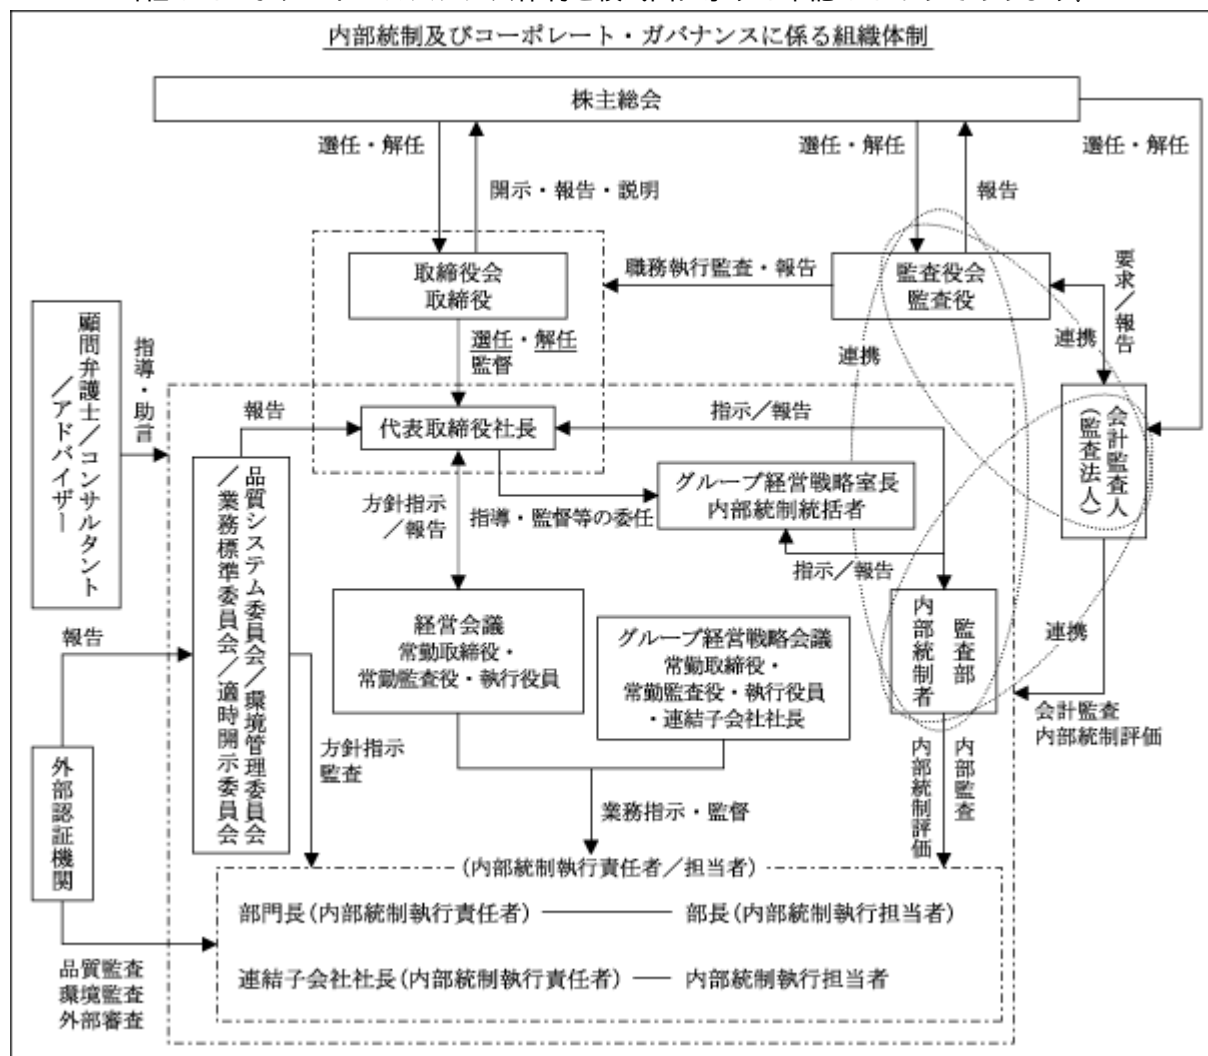 内部統制及びコーポレート・ガバナンスに係る組織体制
株主総会
選任・解任
開示・報告・説明
選任・解任
報告
選任・解任
取締役会
取締役
職務執行監査・報告
監査役会
監査役
要求／報告
連携
連携
選任・解任
監督
顧問弁護士／コンサルタント
／アドバイザー
指導・助言
報告
代表取締役社長
指示／報告
会計監査人
（監査法人）
品質システム委員会／環境管理委員会
／業務標準委員会／適時開示委員会
方針指示
／報告
指導・監督等の委任
グループ経営戦略室長
内部統制統括者
指示／報告
経営会議
常勤取締役・
常勤監査役・執行役員
グループ経営戦略会議
常勤取締役・
常勤監査役・執行役員
・連結子会社社長
監査部
内部統制者
連携
会計監査
内部統制評価
報告
外部認証機関
方針指示
監査
業務指示・監督
内部監査
内部統制評価
(内部統制執行責任者／担当者)
部門長(内部統制執行責任者) 部長(内部統制執行担当者)
連結子会社社長(内部統制執行責任者) 内部統制執行担当者
品質監査
環境監査
外部審査